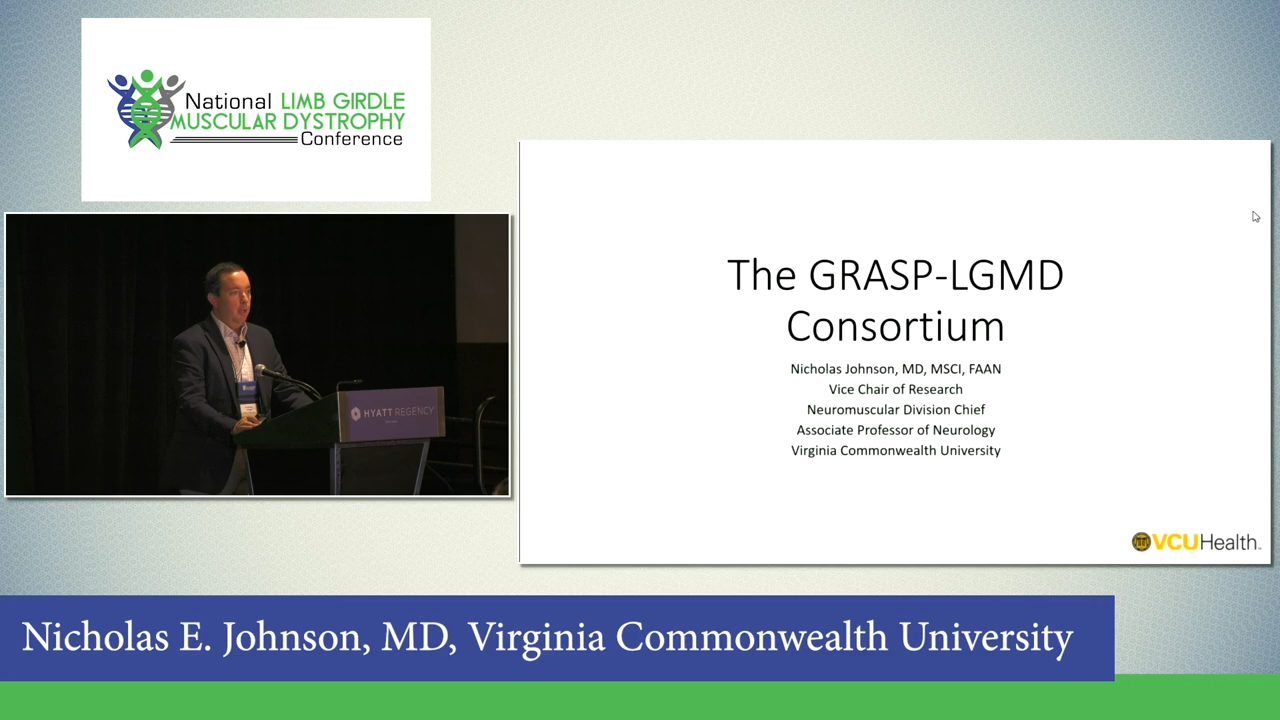 National LIMB GIRDLE
MUSCULAR DYSTROPHY
Conference
HYATT REGENCY
The GRASP-LGMD
Consortium
Nicholas Johnson, MD, MSCI, FAAN
Vice Chair of Research
Neuromuscular Division Chief
Associate Professor of Neurology
Virginia Commonwealth University
VCUHealth
Nicholas E. Johnson, MD, Virginia Commonwealth University